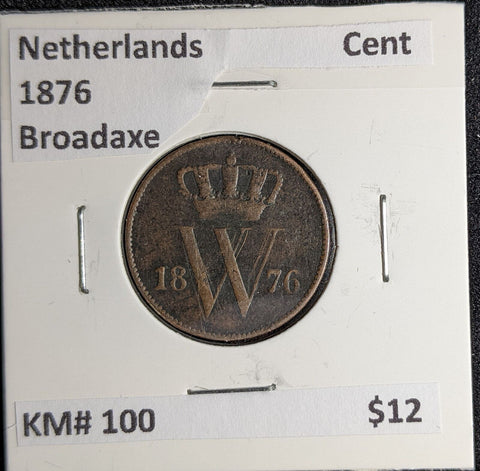 Netherlands Cent
1876
Broadaxe
W
18 76
KM# 100 $12